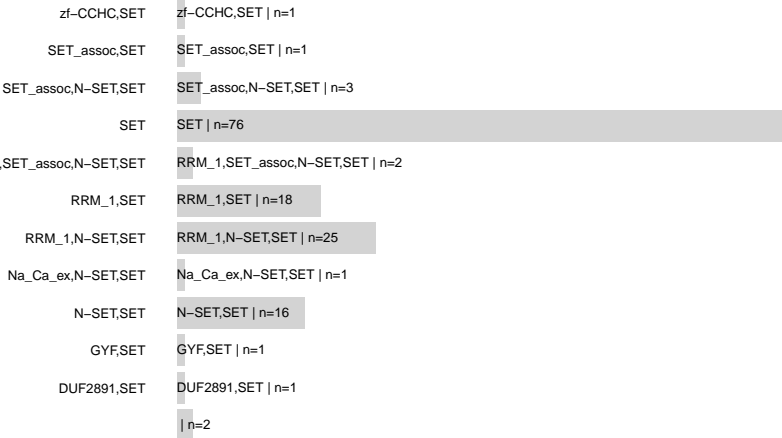 zf−CCHC,SET zf−CCHC,SET | n=1
SET_assoc,SET SET_assoc,SET | n=1
SET_assoc,N−SET,SET SET_assoc,N−SET,SET | n=3
SET SET | n=76
,SET_assoc,N−SET,SET RRM_1,SET_assoc,N−SET,SET | n=2
RRM_1,SET RRM_1,SET | n=18
RRM_1,N−SET,SET RRM_1,N−SET,SET | n=25
Na_Ca_ex,N−SET,SET Na_Ca_ex,N−SET,SET | n=1
N−SET,SET N−SET,SET | n=16
GYF,SET GYF,SET | n=1
DUF2891,SET DUF2891,SET | n=1
| n=2